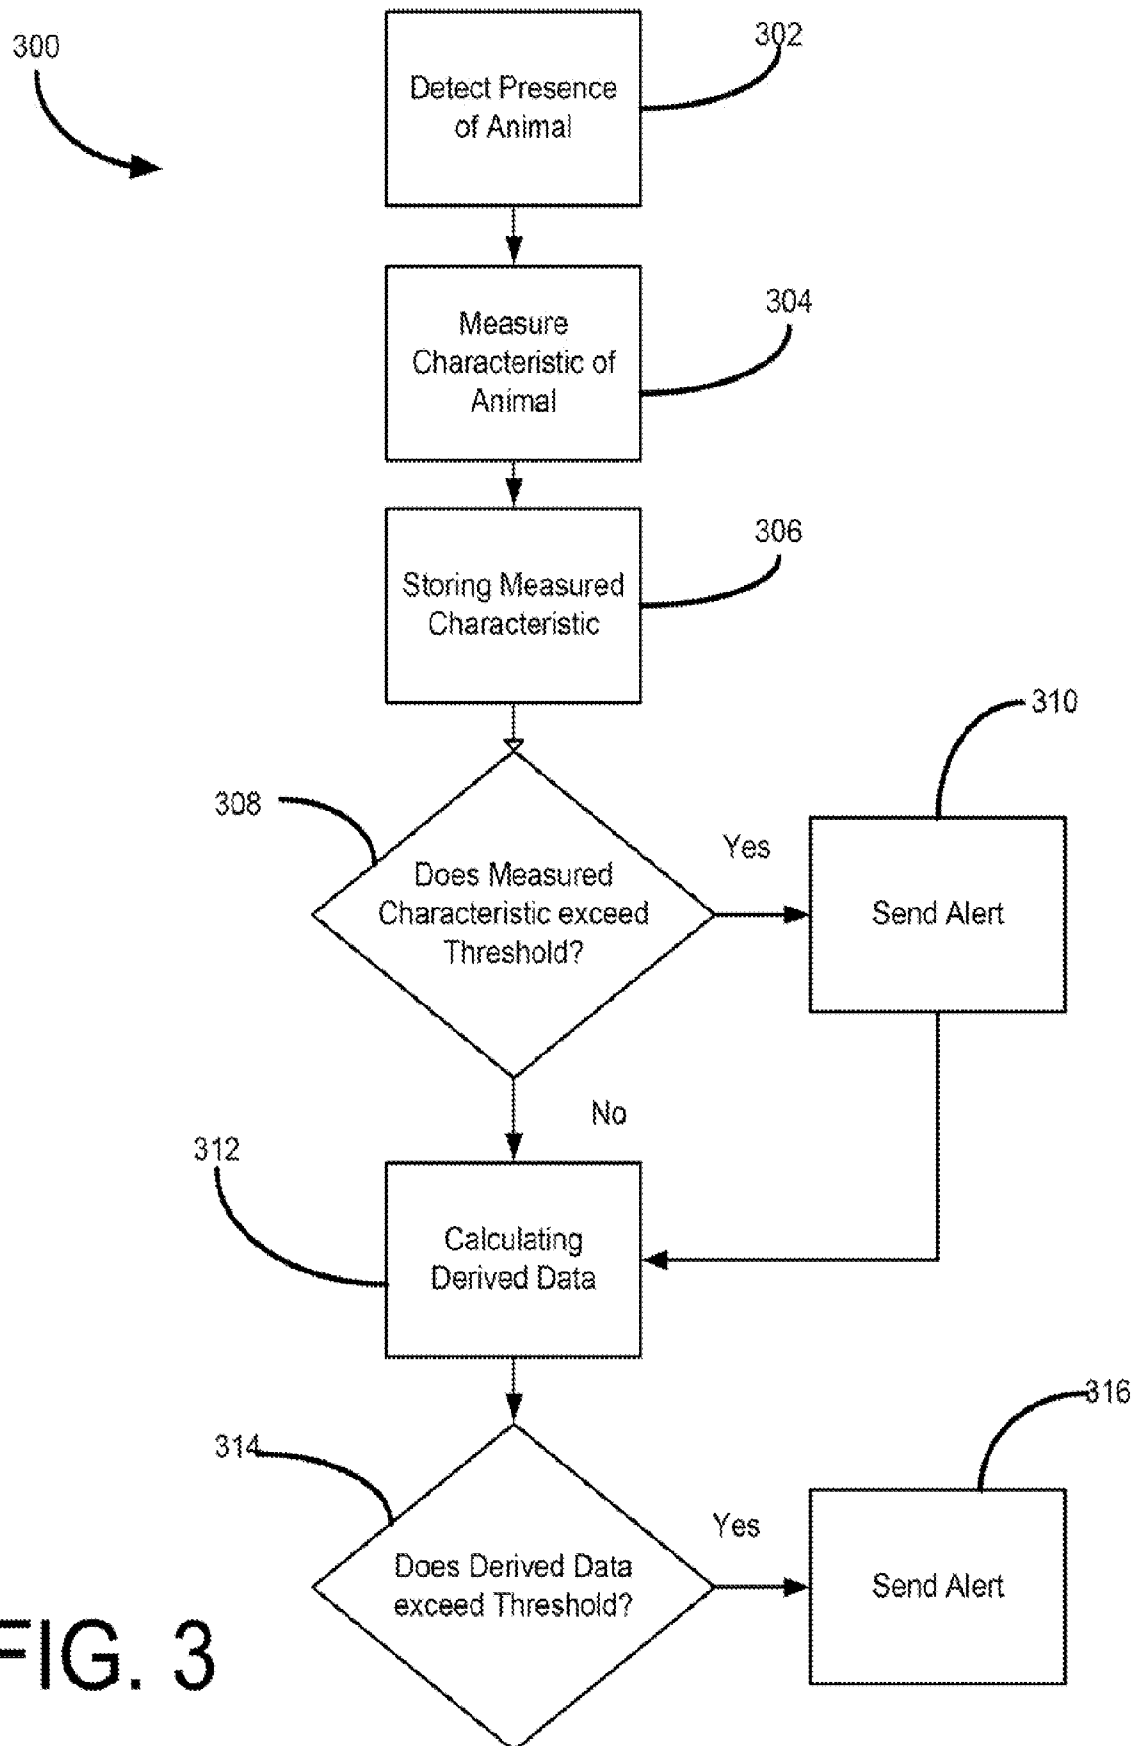 300
302
Detect Presence
of Animal
304
Measure
Characteristic of
Animal
306
Storing Measured
Characteristic
310
308
Yes
Does Measured
Characteristic exceed
Threshold?
Send Alert
No
312
Calculating
Derived Data
316
314
Yes
Does Derived Data
exceed Threshold?
Send Alert
FIG. 3